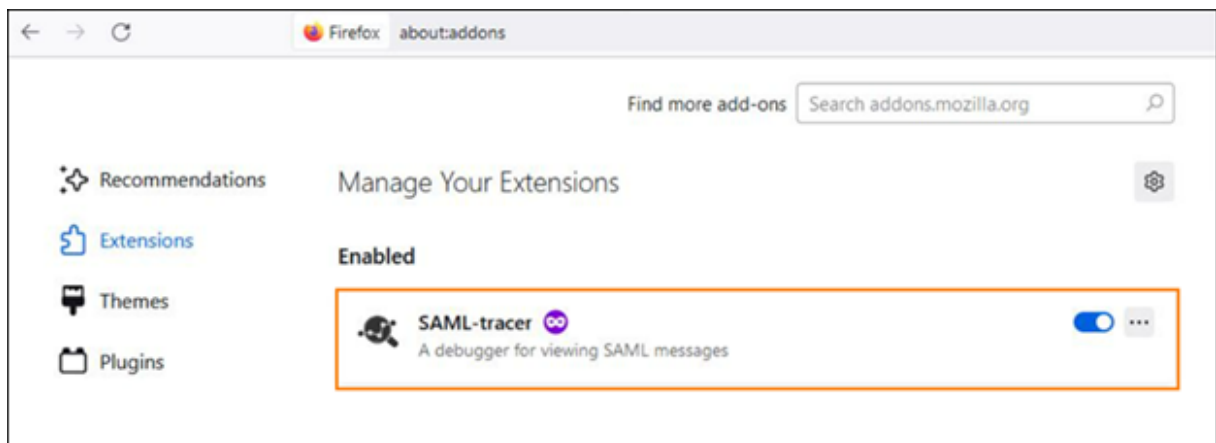 Firefox about:addons
Find more add-ons Search addons.mozilla.org
Recommendations
Manage Your Extensions
Extensions
Enabled
Themes
SAML-tracer
A debugger for viewing SAML messages
Plugins